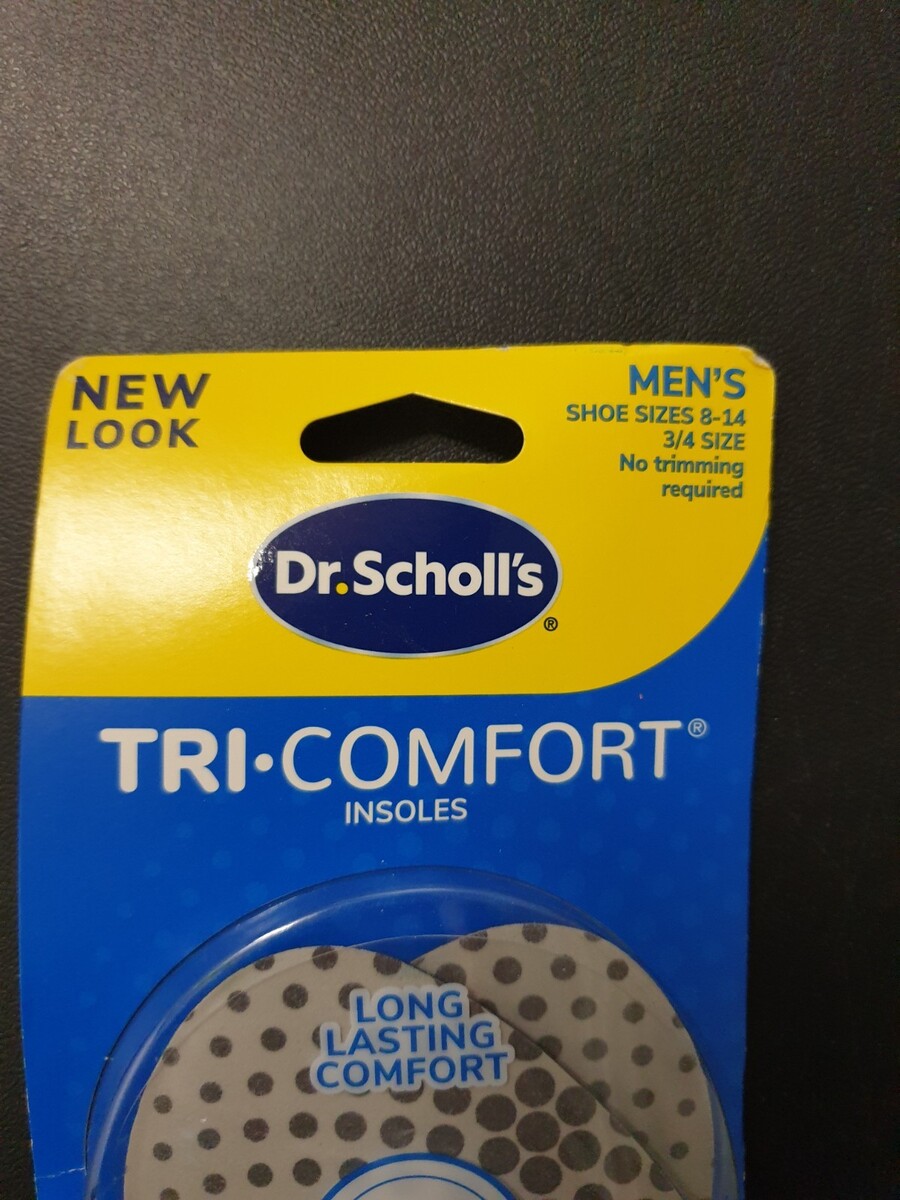 NEW
LOOK
MEN'S
SHOE SIZES 8-14
3/4 SIZE
No trimming
required
Dr.Scholl's
®
TRI•COMFORT®
INSOLES
LONG
LASTING
COMFORT